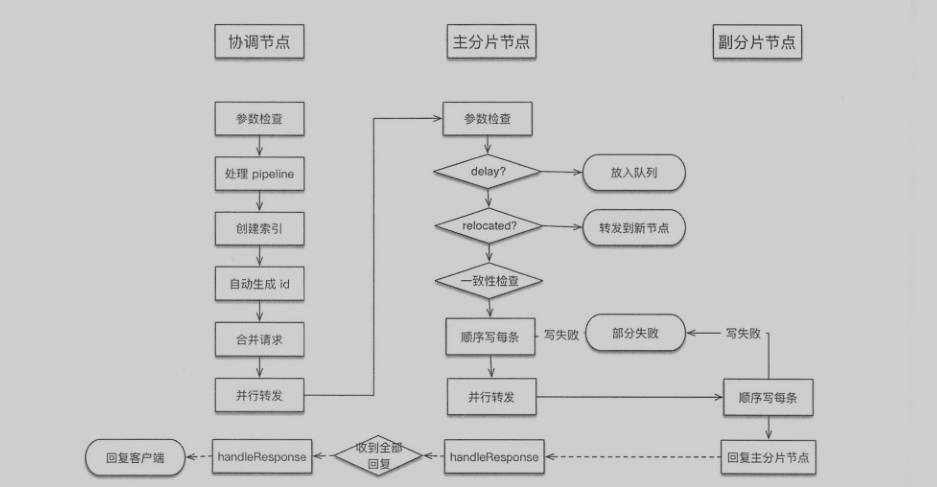 协调节点
主分片节点
副分片节点
参数检查
处理 pipeline
创建索引
自动生成 id
合并请求
并行转发
参数检查
delay?
放入队列
relocated?
转发到新节点
一致性检查
顺序写每条
写失败
部分失败
写失败
并行转发
顺序写每条
回复客户端
handleResponse
收到全部
回复
handleResponse
回复主分片节点